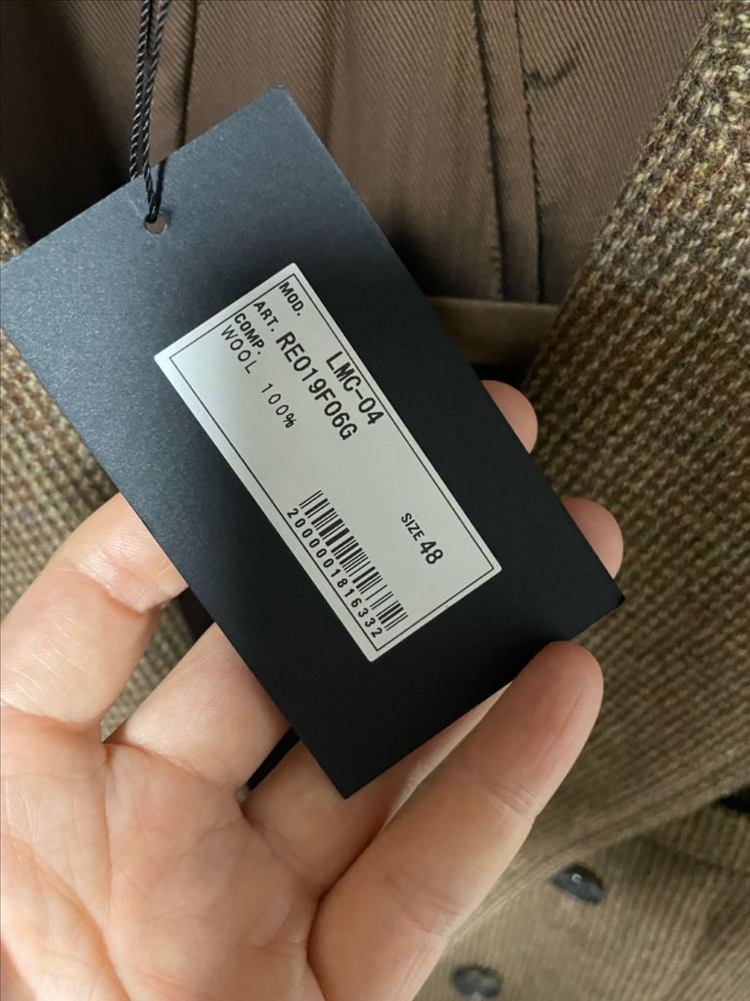 MOD. LMC-04
ART. RE019F06G
COMP.
WOOL 100%
SIZE 48
2000001816332